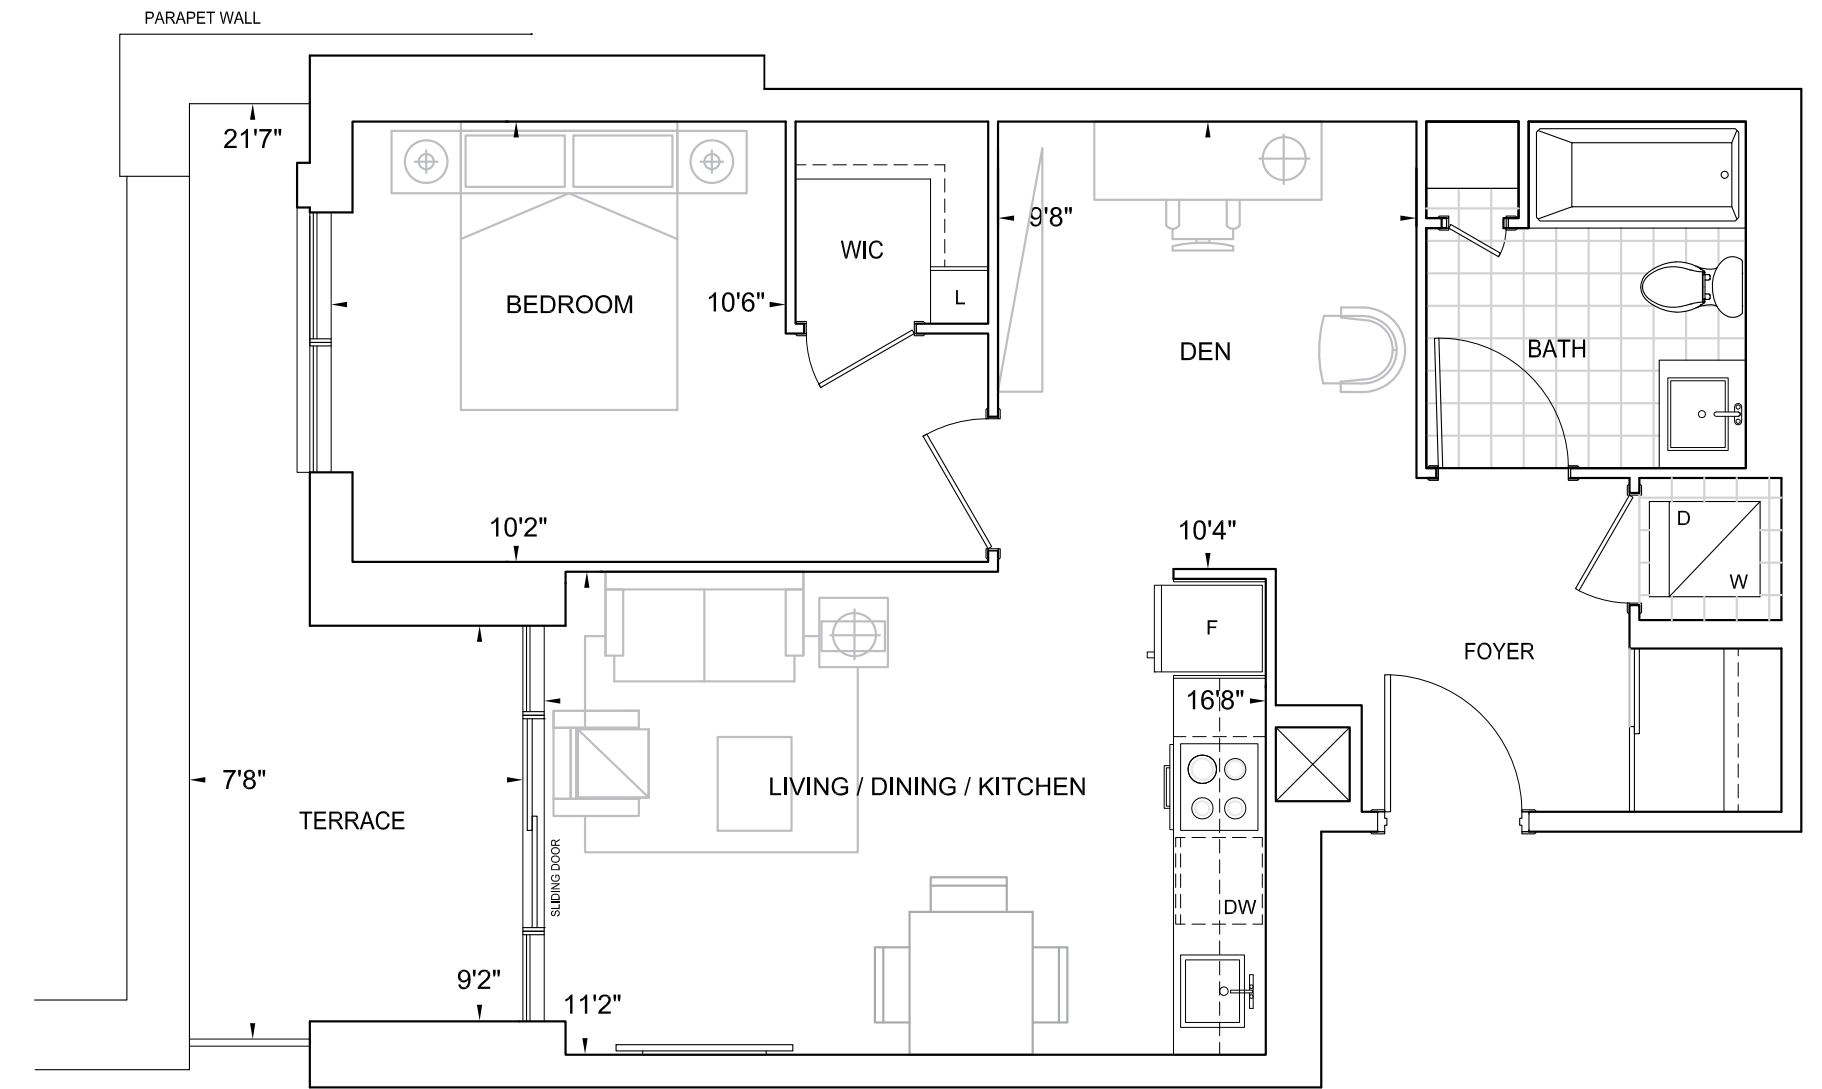 PARAPET WALL
21'7"
9'8"
WIC
10'6"
BEDROOM
L
DEN
BATH
10'2"
10'4"
D
W
F
FOYER
16'8"
7'8"
LIVING / DINING / KITCHEN
TERRACE
SLIDING DOOR
DW
9'2"
11'2"